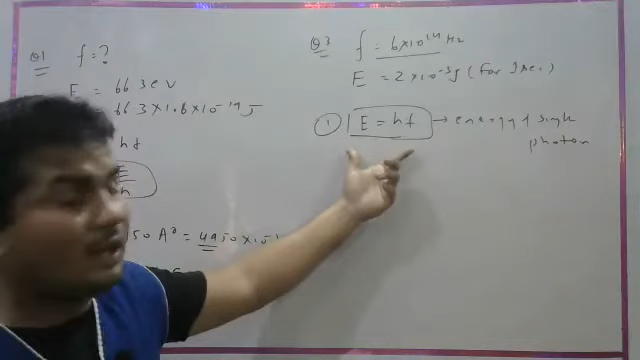 Q1 f = ?
E = 663 eV
663 × 1.6 × 10⁻¹⁹ J
hf
E
h
50 A° = 4950 × 10⁻¹
Q3 f = 6×10¹⁴ Hz
E = 2×10⁻³ J (for 1 sec.)
① E = hf → energy of single
photon